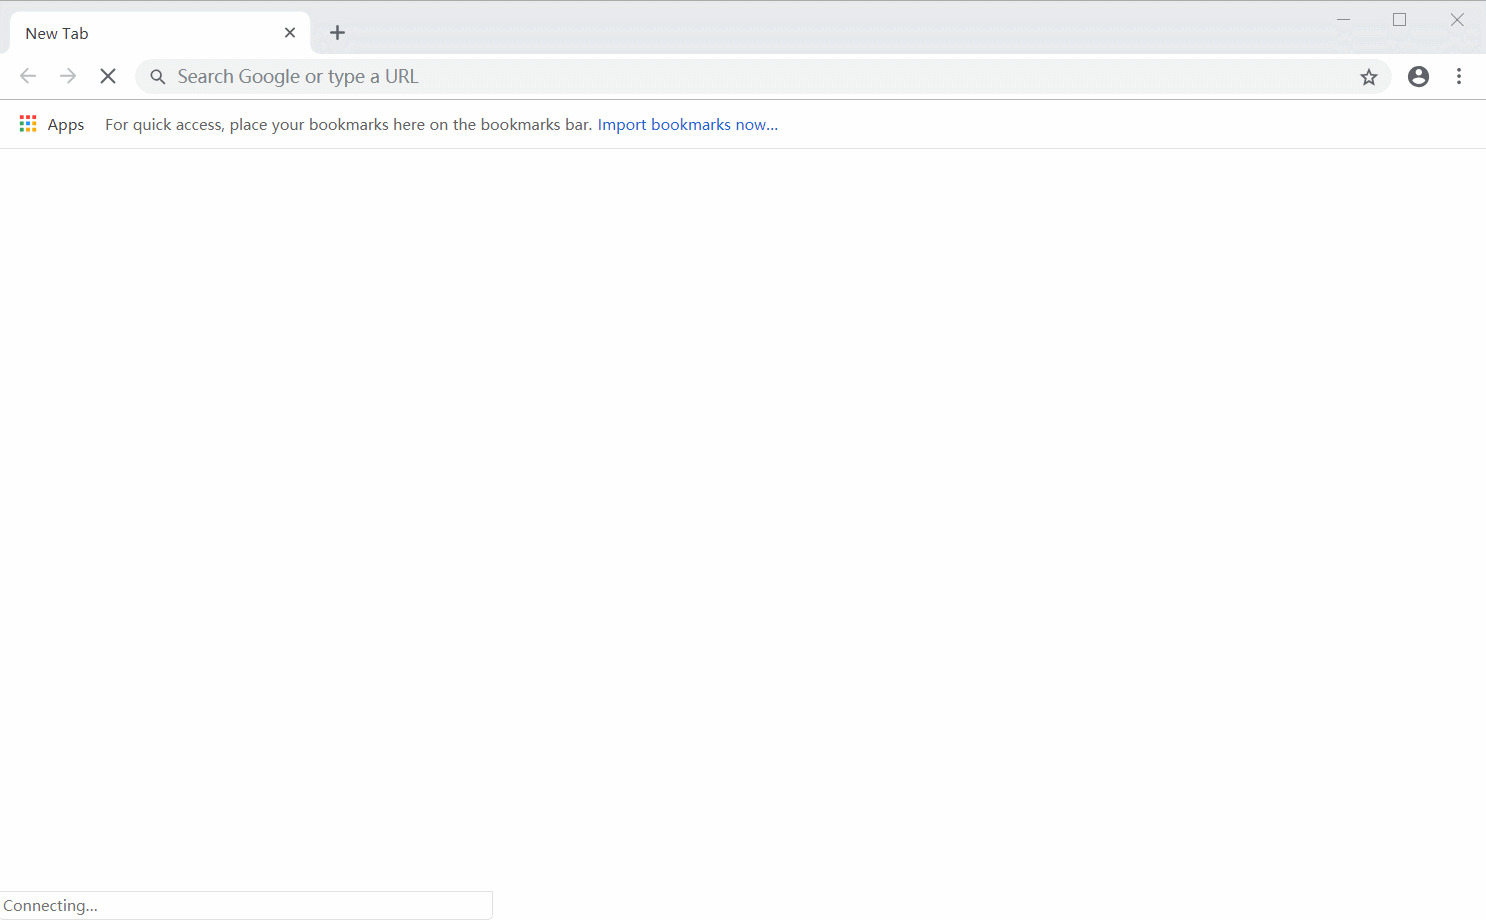 New Tab
Search Google or type a URL
Apps For quick access, place your bookmarks here on the bookmarks bar. Import bookmarks now...
Connecting...